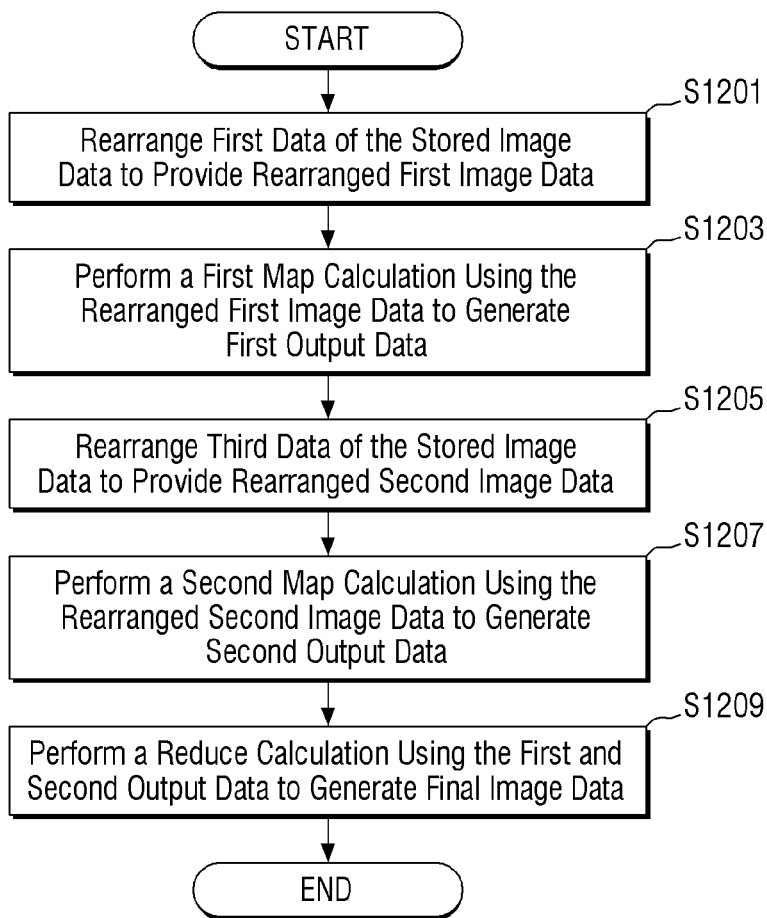 START
S1201
Rearrange First Data of the Stored Image
Data to Provide Rearranged First Image Data
S1203
Perform a First Map Calculation Using the
Rearranged First Image Data to Generate
First Output Data
S1205
Rearrange Third Data of the Stored Image
Data to Provide Rearranged Second Image Data
S1207
Perform a Second Map Calculation Using the
Rearranged Second Image Data to Generate
Second Output Data
S1209
Perform a Reduce Calculation Using the First and
Second Output Data to Generate Final Image Data
END